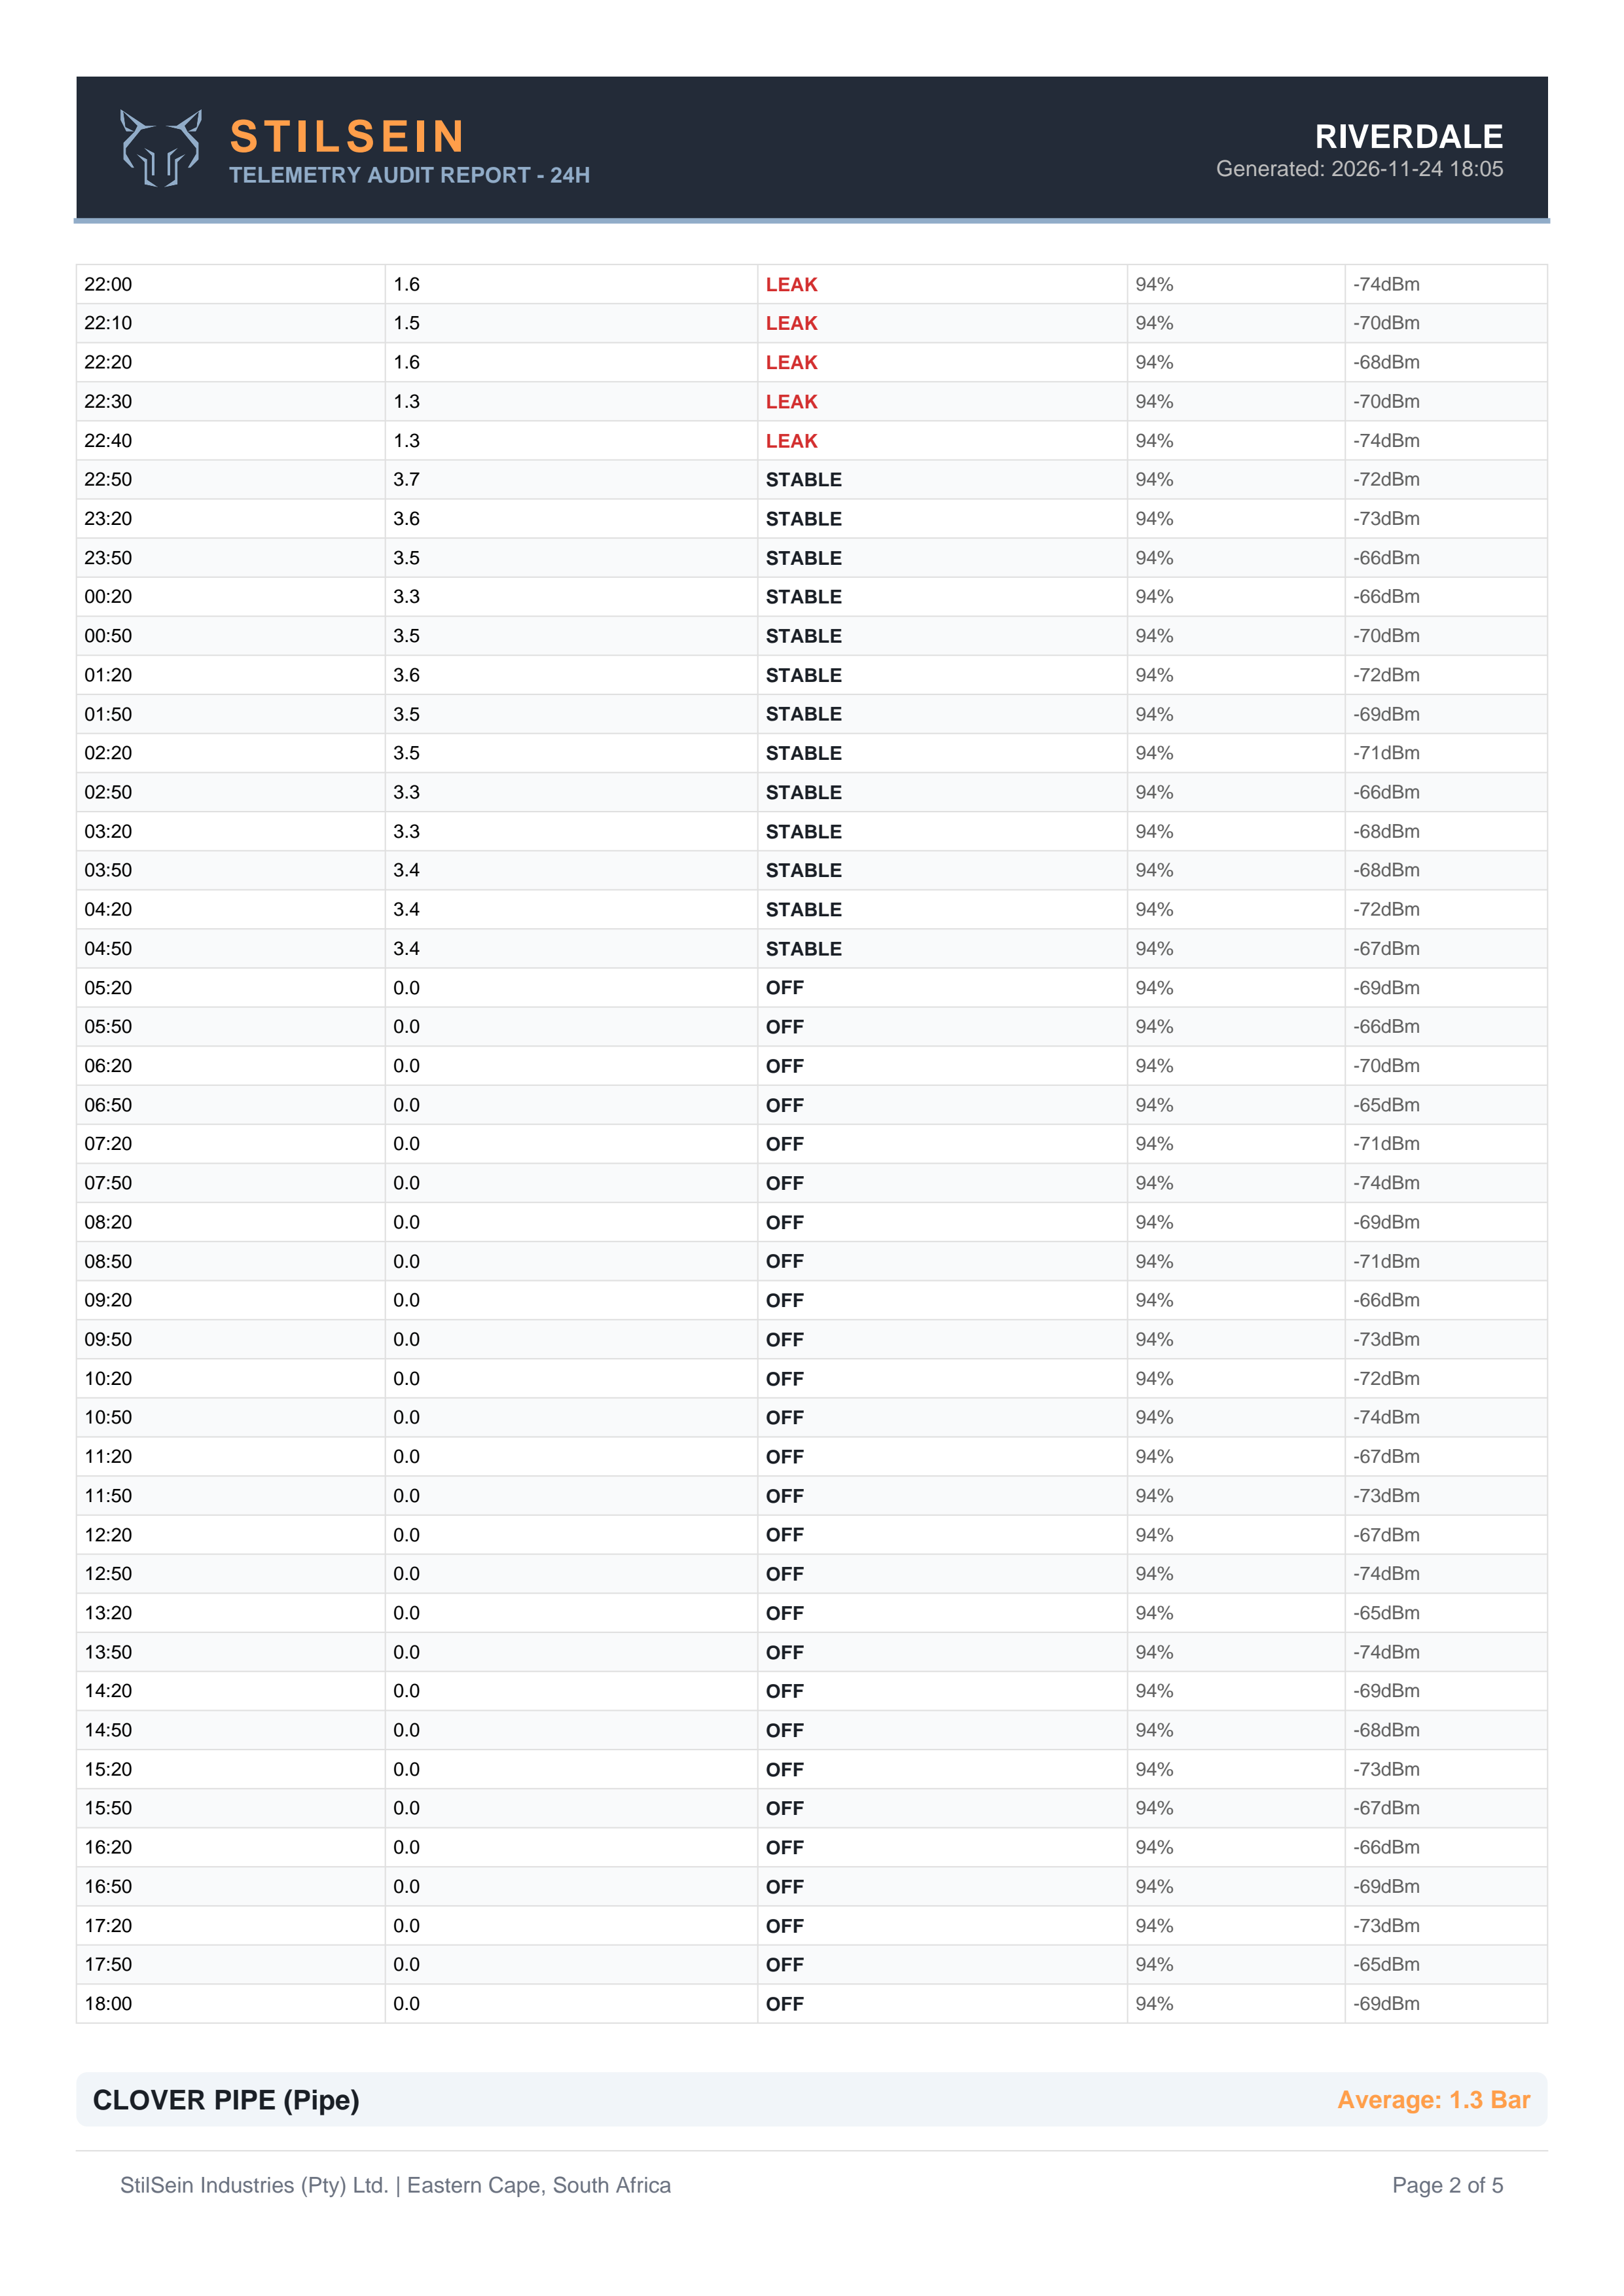 STILSEIN
TELEMETRY AUDIT REPORT - 24H
RIVERDALE
Generated: 2026-11-24 18:05
22:00 1.6 LEAK 94% -74dBm
22:10 1.5 LEAK 94% -70dBm
22:20 1.6 LEAK 94% -68dBm
22:30 1.3 LEAK 94% -70dBm
22:40 1.3 LEAK 94% -74dBm
22:50 3.7 STABLE 94% -72dBm
23:20 3.6 STABLE 94% -73dBm
23:50 3.5 STABLE 94% -66dBm
00:20 3.3 STABLE 94% -66dBm
00:50 3.5 STABLE 94% -70dBm
01:20 3.6 STABLE 94% -72dBm
01:50 3.5 STABLE 94% -69dBm
02:20 3.5 STABLE 94% -71dBm
02:50 3.3 STABLE 94% -66dBm
03:20 3.3 STABLE 94% -68dBm
03:50 3.4 STABLE 94% -68dBm
04:20 3.4 STABLE 94% -72dBm
04:50 3.4 STABLE 94% -67dBm
05:20 0.0 OFF 94% -69dBm
05:50 0.0 OFF 94% -66dBm
06:20 0.0 OFF 94% -70dBm
06:50 0.0 OFF 94% -65dBm
07:20 0.0 OFF 94% -71dBm
07:50 0.0 OFF 94% -74dBm
08:20 0.0 OFF 94% -69dBm
08:50 0.0 OFF 94% -71dBm
09:20 0.0 OFF 94% -66dBm
09:50 0.0 OFF 94% -73dBm
10:20 0.0 OFF 94% -72dBm
10:50 0.0 OFF 94% -74dBm
11:20 0.0 OFF 94% -67dBm
11:50 0.0 OFF 94% -73dBm
12:20 0.0 OFF 94% -67dBm
12:50 0.0 OFF 94% -74dBm
13:20 0.0 OFF 94% -65dBm
13:50 0.0 OFF 94% -74dBm
14:20 0.0 OFF 94% -69dBm
14:50 0.0 OFF 94% -68dBm
15:20 0.0 OFF 94% -73dBm
15:50 0.0 OFF 94% -67dBm
16:20 0.0 OFF 94% -66dBm
16:50 0.0 OFF 94% -69dBm
17:20 0.0 OFF 94% -73dBm
17:50 0.0 OFF 94% -65dBm
18:00 0.0 OFF 94% -69dBm
CLOVER PIPE (Pipe) Average: 1.3 Bar
StilSein Industries (Pty) Ltd. | Eastern Cape, South Africa Page 2 of 5